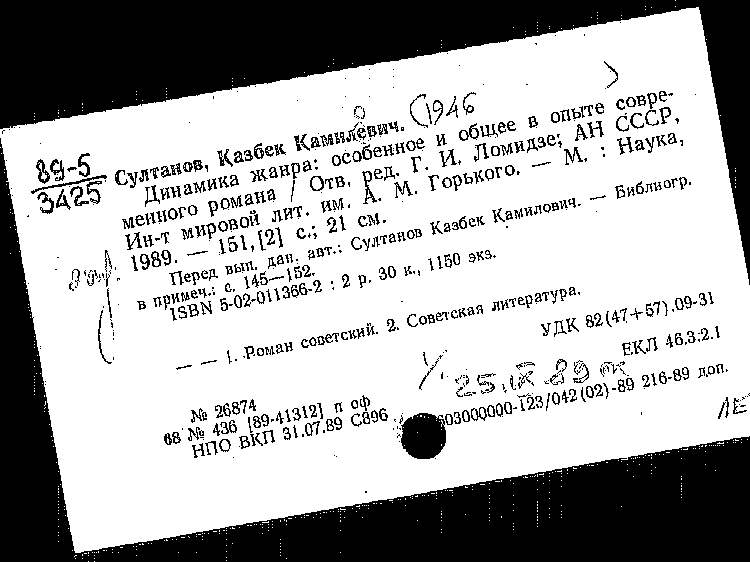 89-5
3425
Султанов, Казбек Камилевич. (1946 )
Динамика жанра: особенное и общее в опыте совре-
менного романа / Отв. ред. Г. И. Ломидзе; АН СССР,
Ин-т мировой лит. им. А. М. Горького. — М. : Наука,
1989. — 151, [2] с.; 21 см.
Перед вып. дан. авт.: Султанов Казбек Камилович. — Библиогр.
в примеч.: с. 145—152.
ISBN 5-02-011366-2 : 2 р. 30 к., 1150 экз.
— — 1. Роман советский. 2. Советская литература.
УДК 82(47+57).09-31
ЕКЛ 46.3.2.1
25.IX.89
№ 26874
68 № 436 [89-41312] п оф
603000000-123/042(02)-89 216-89 доп.
НПО ВКП 31.07.89 С896